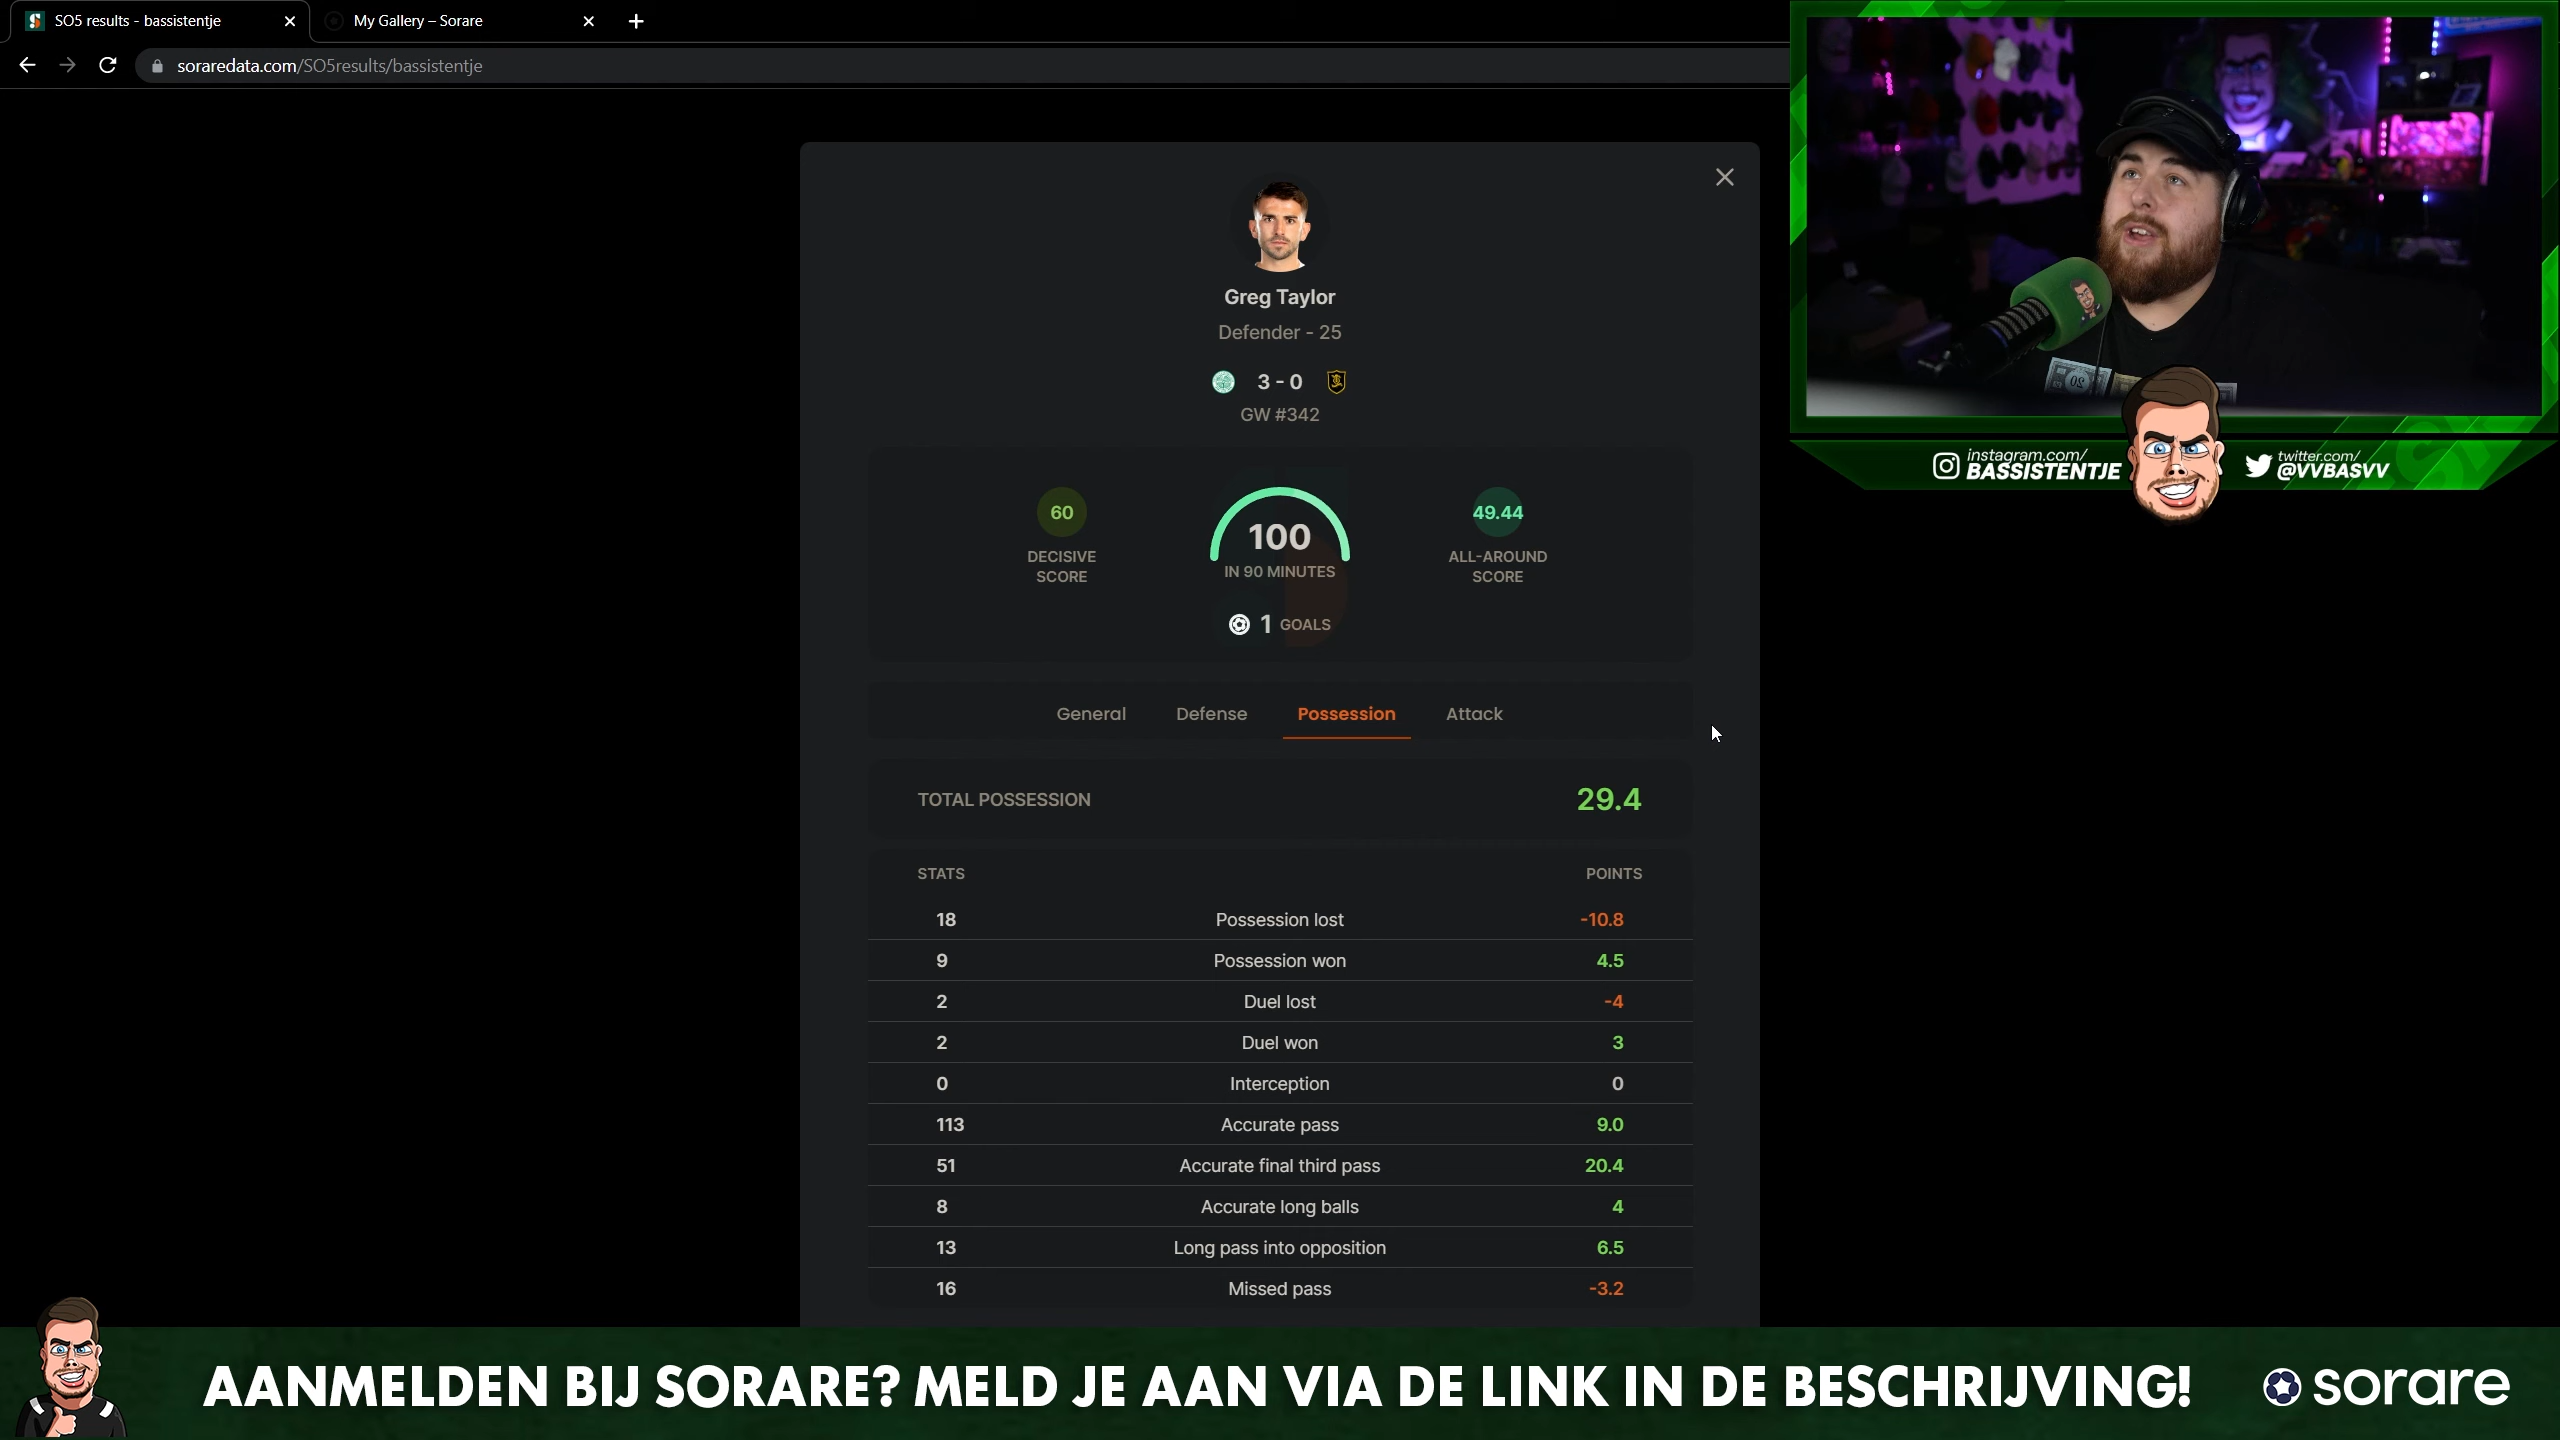 SO5 results - bassistentje
My Gallery – Sorare
soraredata.com/SO5results/bassistentje
Greg Taylor
Defender - 25
3 - 0
GW #342
60
DECISIVE
SCORE
100
IN 90 MINUTES
49.44
ALL-AROUND
SCORE
1 GOALS
General Defense Possession Attack
TOTAL POSSESSION 29.4
STATS POINTS
18 Possession lost -10.8
9 Possession won 4.5
2 Duel lost -4
2 Duel won 3
0 Interception 0
113 Accurate pass 9.0
51 Accurate final third pass 20.4
8 Accurate long balls 4
13 Long pass into opposition 6.5
16 Missed pass -3.2
instagram.com/
BASSISTENTJE
twitter.com/
@VVBASVV
AANMELDEN BIJ SORARE? MELD JE AAN VIA DE LINK IN DE BESCHRIJVING!
sorare